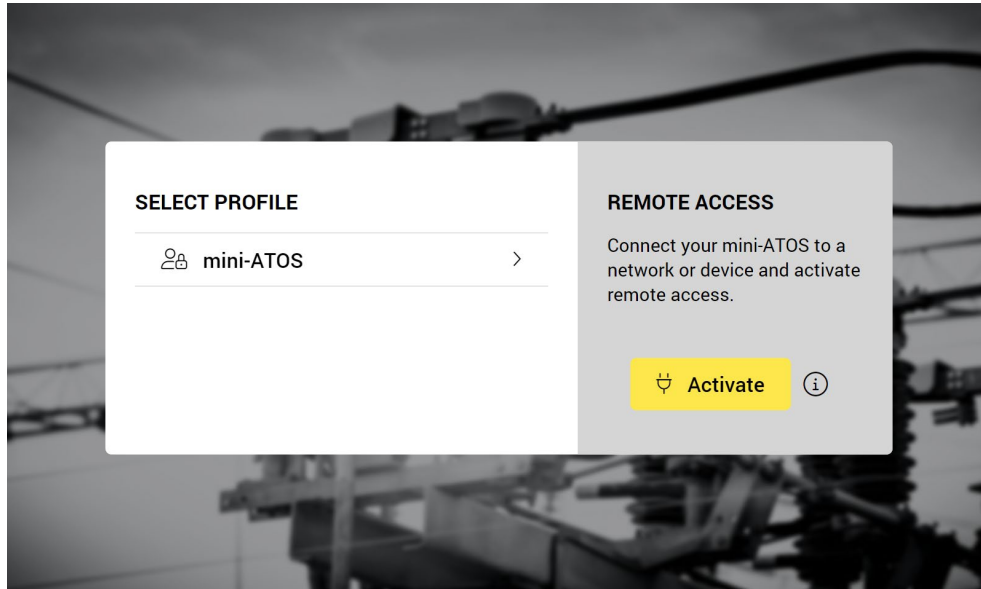 SELECT PROFILE
mini-ATOS
REMOTE ACCESS
Connect your mini-ATOS to a
network or device and activate
remote access.
Activate